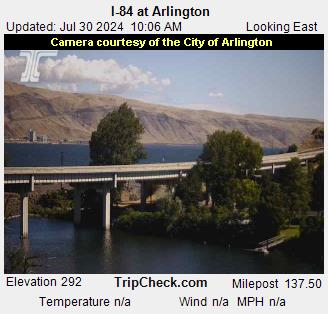 I-84 at Arlington
Updated: Jul 30 2024 10:06 AM Looking East
Camera courtesy of the City of Arlington
Elevation 292 TripCheck.com Milepost 137.50
Temperature n/a Wind n/a MPH n/a